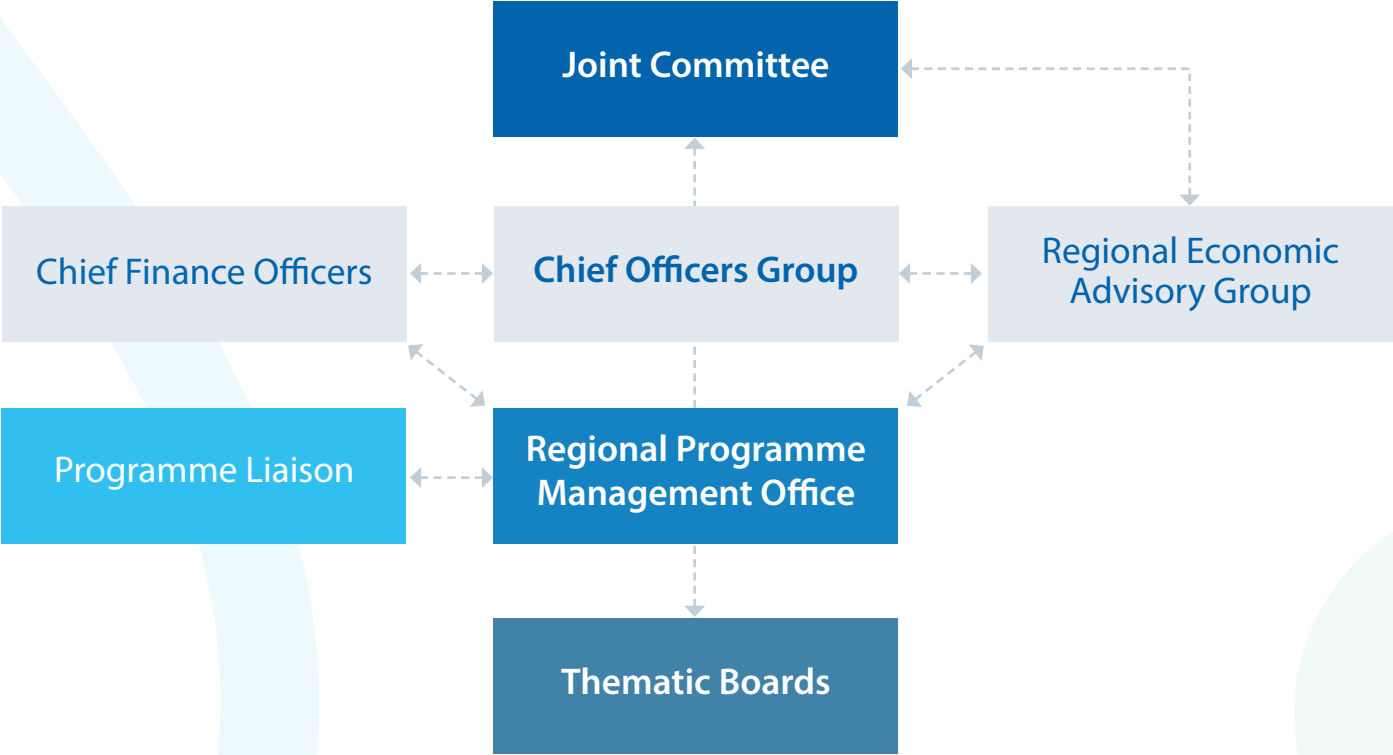 Joint Committee
Chief Finance Officers
Chief Officers Group
Regional Economic
Advisory Group
Programme Liaison
Regional Programme
Management Office
Thematic Boards